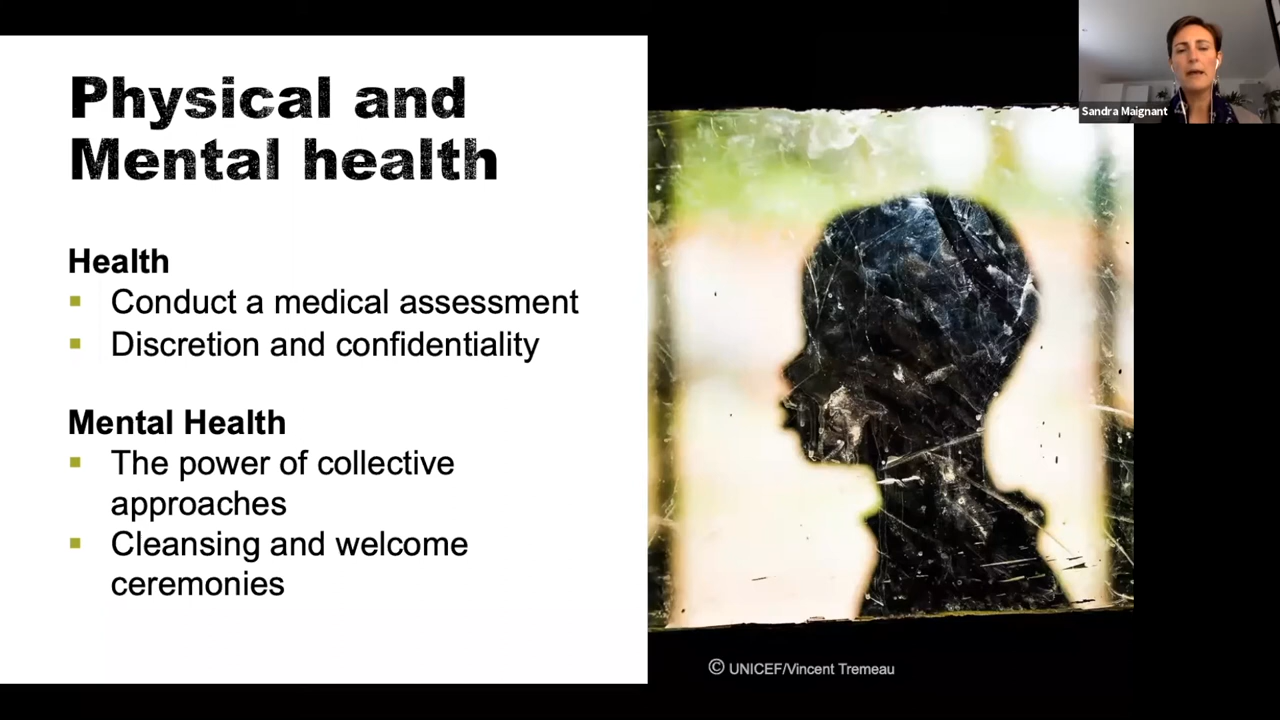 Physical and
Mental health
Health
▪ Conduct a medical assessment
▪ Discretion and confidentiality
Mental Health
▪ The power of collective
approaches
▪ Cleansing and welcome
ceremonies
Sandra Maignant
© UNICEF/Vincent Tremeau